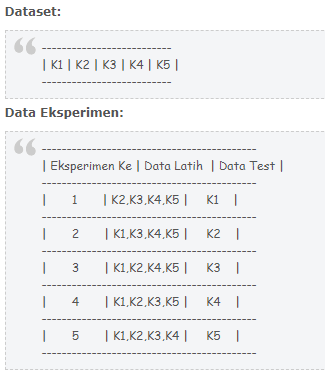 Dataset:
--------------------------
| K1 | K2 | K3 | K4 | K5 |
--------------------------
Data Eksperimen:
-------------------------------------------
| Eksperimen Ke | Data Latih | Data Test |
-------------------------------------------
| 1 | K2,K3,K4,K5 | K1 |
-------------------------------------------
| 2 | K1,K3,K4,K5 | K2 |
-------------------------------------------
| 3 | K1,K2,K4,K5 | K3 |
-------------------------------------------
| 4 | K1,K2,K3,K5 | K4 |
-------------------------------------------
| 5 | K1,K2,K3,K4 | K5 |
-------------------------------------------